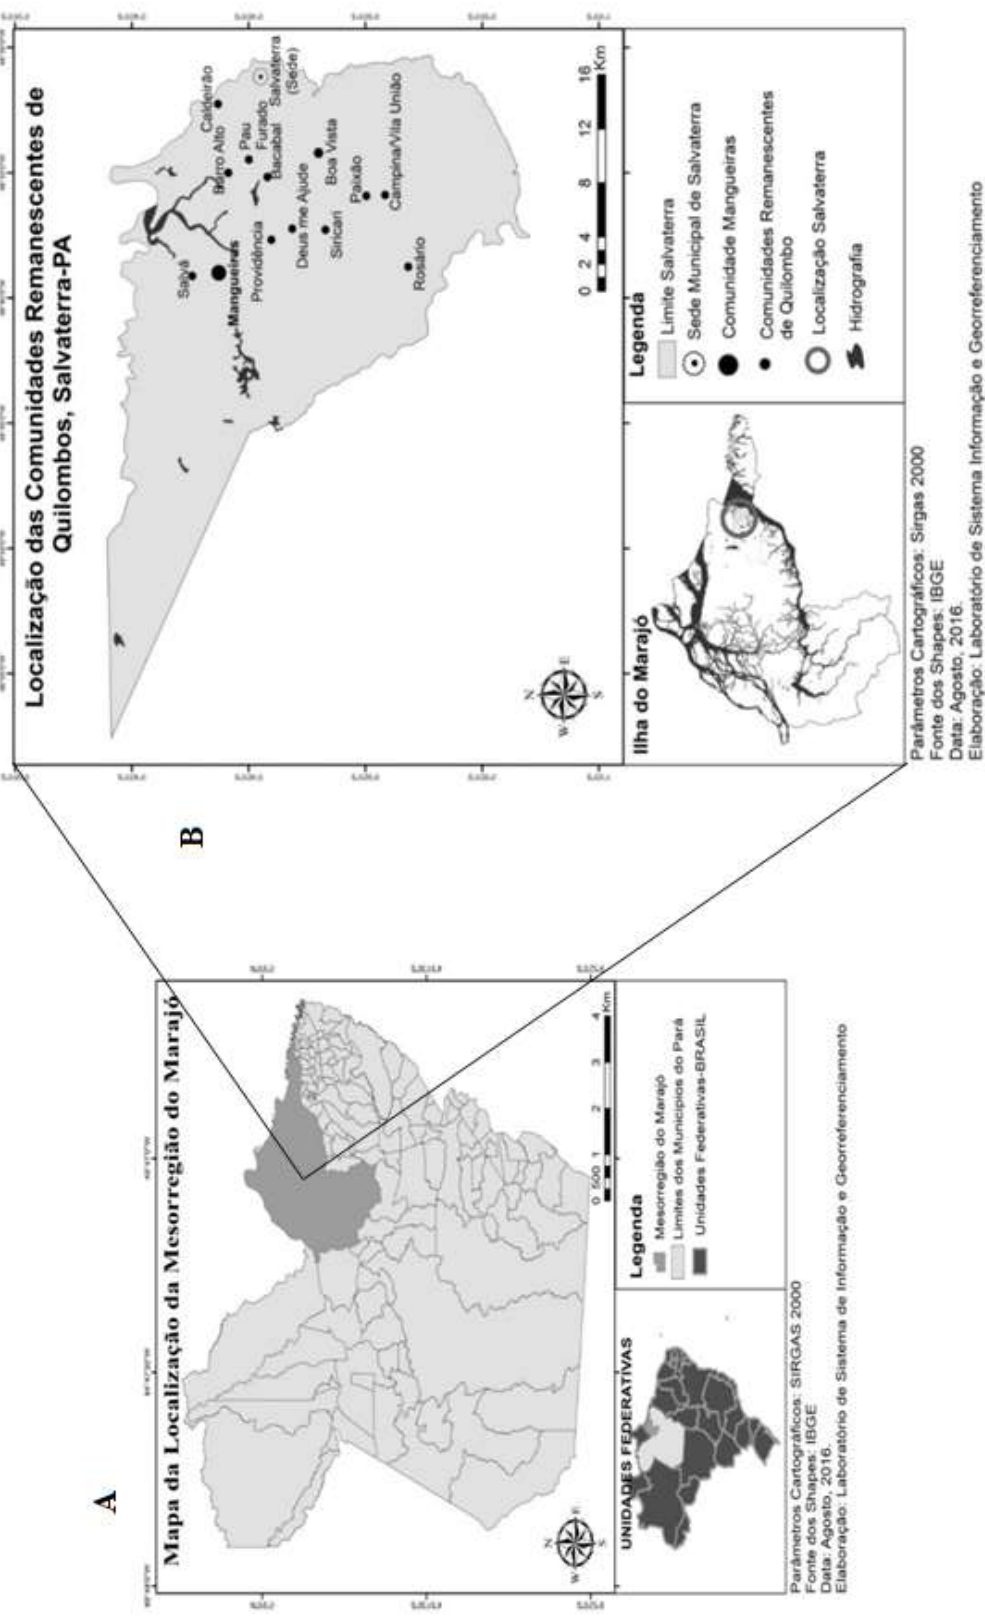 A
Mapa da Localização da Mesorregião do Marajó
N
W
E
S
0 500 1 2 3 4
Km
UNIDADES FEDERATIVAS
Legenda
Mesorregião do Marajó
Limites dos Municípios do Pará
Unidades Federativas-BRASIL
Parâmetros Cartográficos: SIRGAS 2000
Fonte dos Shapes: IBGE
Data: Agosto, 2016.
Elaboração: Laboratório de Sistema de Informação e Georreferenciamento
B
Localização das Comunidades Remanescentes de
Quilombos, Salvaterra-PA
Caldeirão
Salvaterra
(Sede)
Bairro Alto
Pau
Furado
Bacabal
Salvá
Mangueiras
Providência
Deus me Ajude
Boa Vista
Siricari
Paixão
Campina/Vila União
Rosário
N
W
E
S
0 2 4 8 12 16
Km
Ilha do Marajó
Legenda
Limite Salvaterra
Sede Municipal de Salvaterra
Comunidade Mangueiras
Comunidades Remanescentes
de Quilombo
Localização Salvaterra
Hidrografia
Parâmetros Cartográficos: Sirgas 2000
Fonte dos Shapes: IBGE
Data: Agosto, 2016.
Elaboração: Laboratório de Sistema Informação e Georreferenciamento